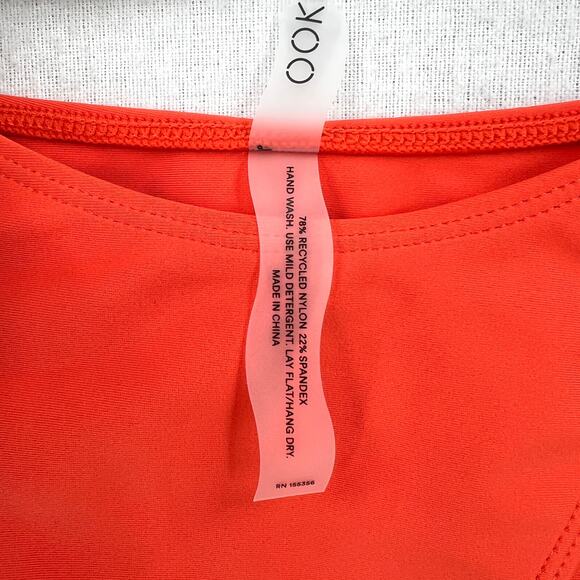 OOK
78% RECYCLED NYLON 22% SPANDEX
HAND WASH. USE MILD DETERGENT. LAY FLAT/HANG DRY.
MADE IN CHINA
RN 155356